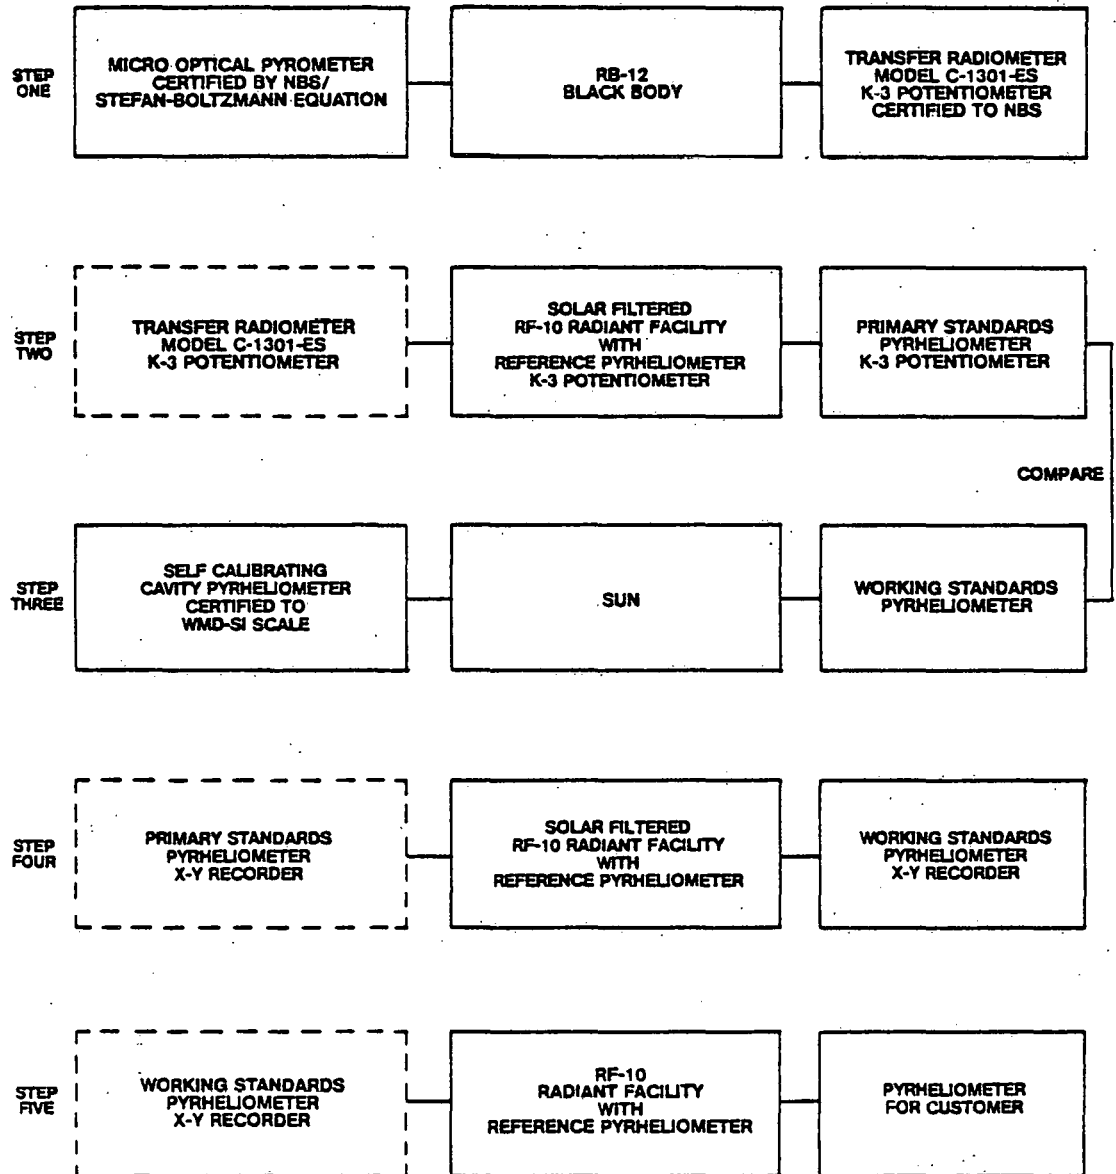 STEP
ONE
MICRO OPTICAL PYROMETER
CERTIFIED BY NBS/
STEFAN-BOLTZMANN EQUATION
RB-12
BLACK BODY
TRANSFER RADIOMETER
MODEL C-1301-ES
K-3 POTENTIOMETER
CERTIFIED TO NBS
STEP
TWO
TRANSFER RADIOMETER
MODEL C-1301-ES
K-3 POTENTIOMETER
SOLAR FILTERED
RF-10 RADIANT FACILITY
WITH
REFERENCE PYRHELIOMETER
K-3 POTENTIOMETER
PRIMARY STANDARDS
PYRHELIOMETER
K-3 POTENTIOMETER
COMPARE
STEP
THREE
SELF CALIBRATING
CAVITY PYRHELIOMETER
CERTIFIED TO
WMD-SI SCALE
SUN
WORKING STANDARDS
PYRHELIOMETER
STEP
FOUR
PRIMARY STANDARDS
PYRHELIOMETER
X-Y RECORDER
SOLAR FILTERED
RF-10 RADIANT FACILITY
WITH
REFERENCE PYRHELIOMETER
WORKING STANDARDS
PYRHELIOMETER
X-Y RECORDER
STEP
FIVE
WORKING STANDARDS
PYRHELIOMETER
X-Y RECORDER
RF-10
RADIANT FACILITY
WITH
REFERENCE PYRHELIOMETER
PYRHELIOMETER
FOR CUSTOMER